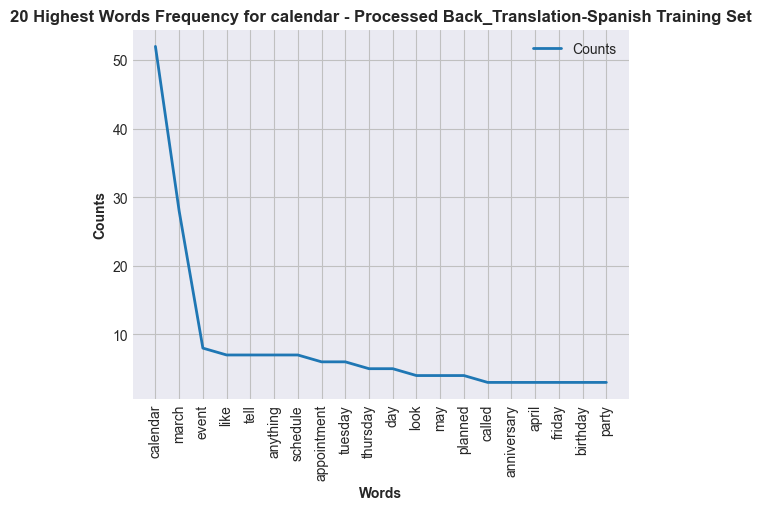 20 Highest Words Frequency for calendar - Processed Back_Translation-Spanish Training Set
Counts
50
40
30
20
10
Counts
calendar
march
event
like
tell
anything
schedule
appointment
tuesday
thursday
day
look
may
planned
called
anniversary
april
friday
birthday
party
Words